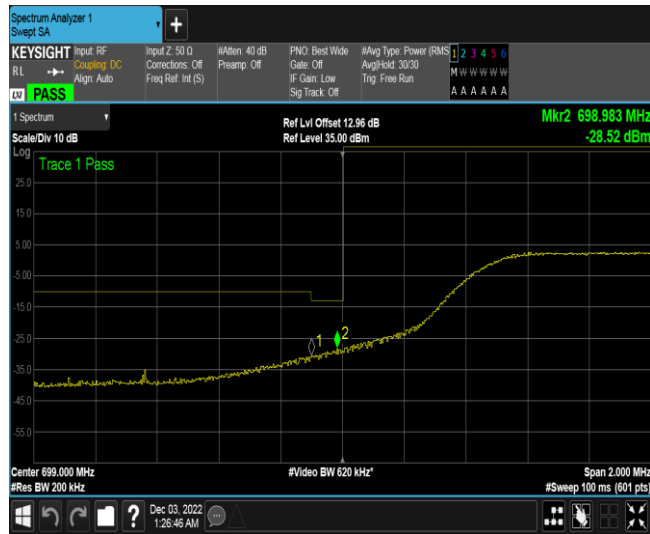 Spectrum Analyzer 1
Swept SA
KEYSIGHT
RL
LXI PASS
Input: RF
Coupling: DC
Align: Auto
Input Z: 50 Ω
Corrections: Off
Freq Ref: Int (S)
#Atten: 40 dB
Preamp: Off
PNO: Best Wide
Gate: Off
IF Gain: Low
Sig Track: Off
#Avg Type: Power (RMS
Avg|Hold: 30/30
Trig: Free Run
1 2 3 4 5 6
M W W W W W
A A A A A A
1 Spectrum
Scale/Div 10 dB
Ref Lvl Offset 12.96 dB
Ref Level 35.00 dBm
Mkr2 698.983 MHz
-28.52 dBm
Log
Trace 1 Pass
25.0
15.0
5.00
-5.00
-15.0
-25.0
-35.0
-45.0
-55.0
1
2
Center 699.000 MHz
#Res BW 200 kHz
#Video BW 620 kHz*
Span 2.000 MHz
#Sweep 100 ms (601 pts)
?
Dec 03, 2022
1:26:46 AM